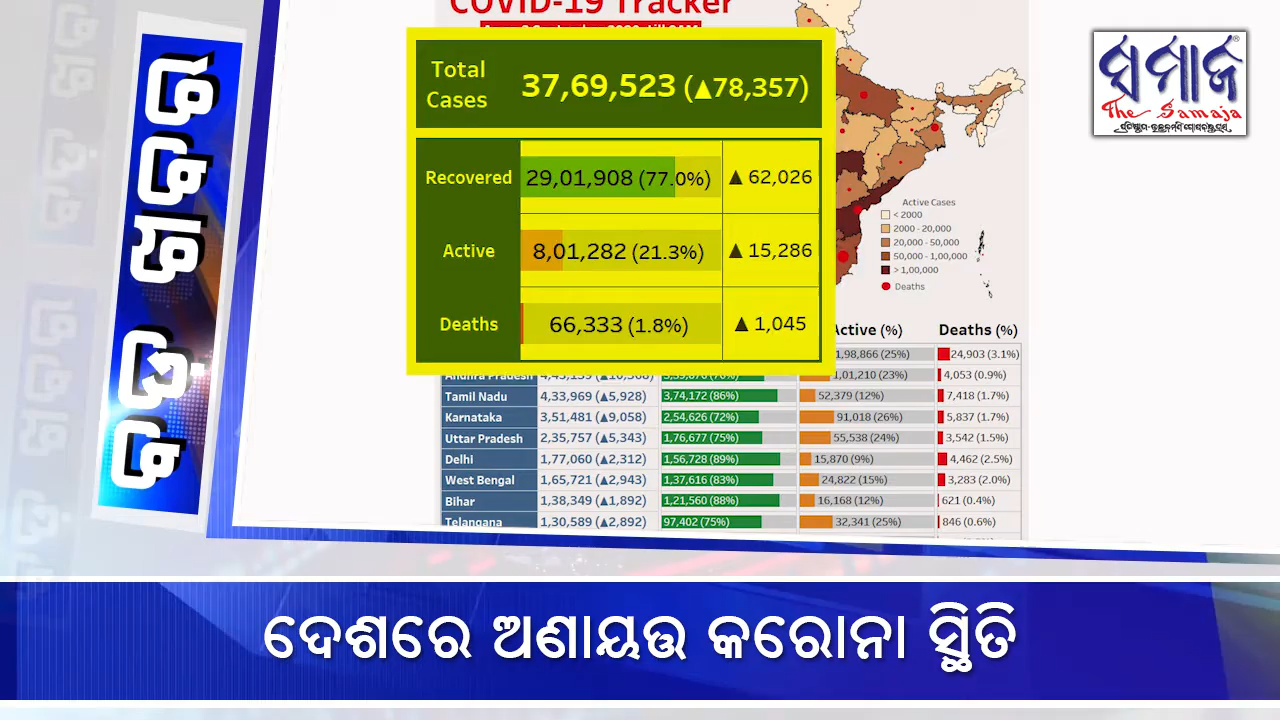 COVID-19 Tracker
Total Cases 37,69,523 (▲78,357)
Recovered 29,01,908 (77.0%) ▲ 62,026
Active 8,01,282 (21.3%) ▲ 15,286
Deaths 66,333 (1.8%) ▲ 1,045
ସମାଜ
The Samaja
ବଡ଼ ଖବର
Active Cases
< 2000
2000 - 20,000
20,000 - 50,000
50,000 - 1,00,000
> 1,00,000
Deaths
Active (%) Deaths (%)
1,98,866 (25%) 24,903 (3.1%)
Andhra Pradesh 1,01,210 (23%) 4,053 (0.9%)
Tamil Nadu 4,33,969 (▲5,928) 3,74,172 (86%) 52,379 (12%) 7,418 (1.7%)
Karnataka 3,51,481 (▲9,058) 2,54,626 (72%) 91,018 (26%) 5,837 (1.7%)
Uttar Pradesh 2,35,757 (▲5,343) 1,76,677 (75%) 55,538 (24%) 3,542 (1.5%)
Delhi 1,77,060 (▲2,312) 1,56,728 (89%) 15,870 (9%) 4,462 (2.5%)
West Bengal 1,65,721 (▲2,943) 1,37,616 (83%) 24,822 (15%) 3,283 (2.0%)
Bihar 1,38,349 (▲1,892) 1,21,560 (88%) 16,168 (12%) 621 (0.4%)
Telangana 1,30,589 (▲2,892) 97,402 (75%) 32,341 (25%) 846 (0.6%)
ଦେଶରେ ଅଣାୟତ୍ତ କରୋନା ସ୍ଥିତି